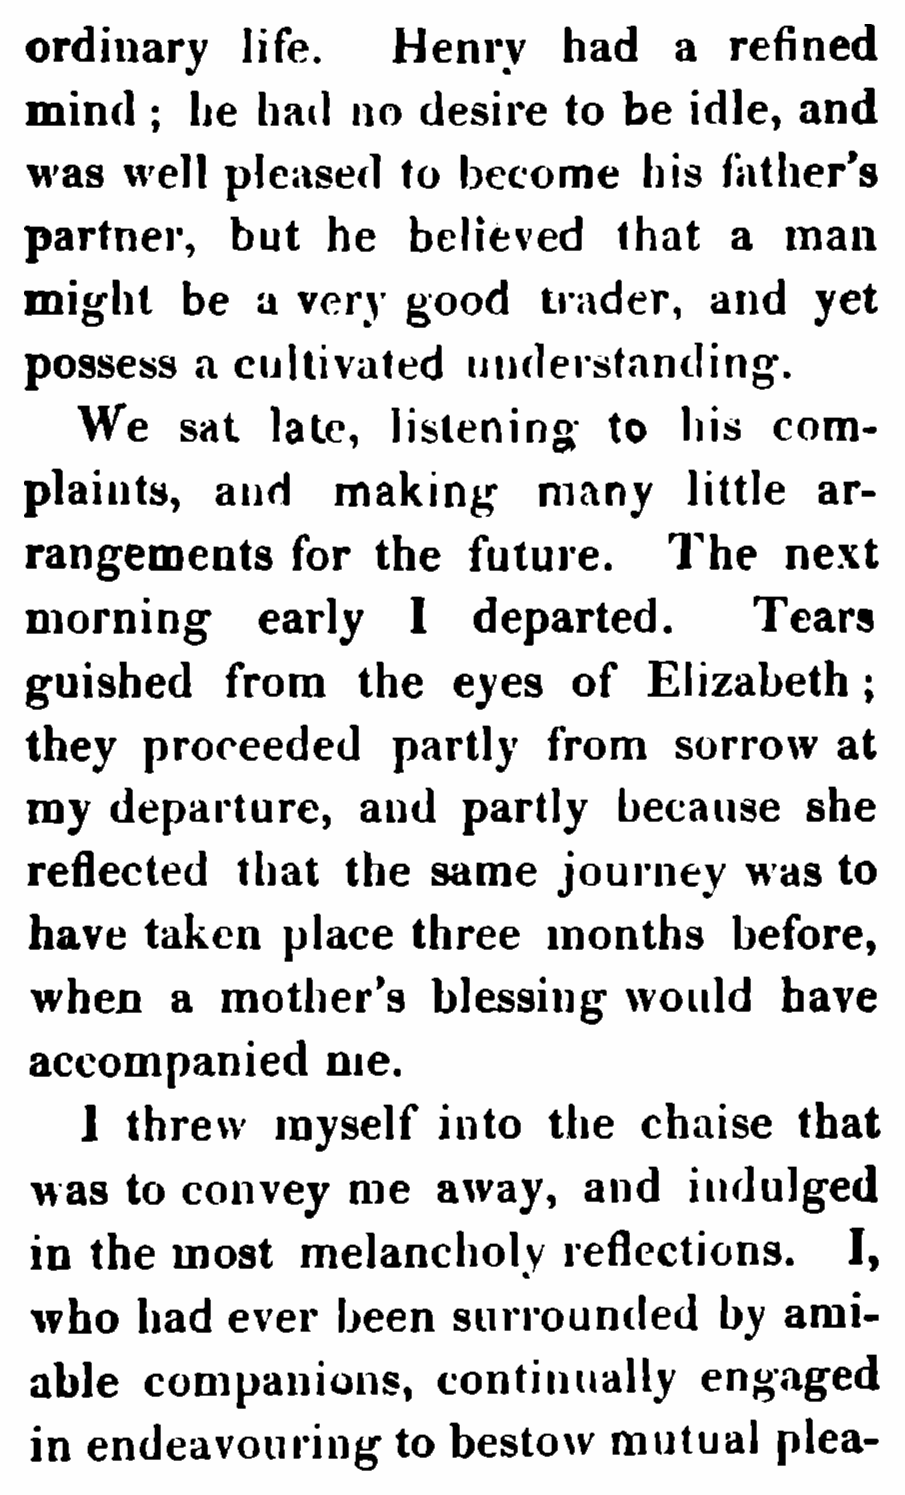 ordinary life. Henry had a refined
mind ; he had no desire to be idle, and
was well pleased to become his father's
partner, but he believed that a man
might be a very good trader, and yet
possess a cultivated understanding.
We sat late, listening to his com-
plaints, and making many little ar-
rangements for the future. The next
morning early I departed. Tears
guished from the eyes of Elizabeth ;
they proceeded partly from sorrow at
my departure, and partly because she
reflected that the same journey was to
have taken place three months before,
when a mother's blessing would have
accompanied me.
I threw myself into the chaise that
was to convey me away, and indulged
in the most melancholy reflections. I,
who had ever been surrounded by ami-
able companions, continually engaged
in endeavouring to bestow mutual plea-